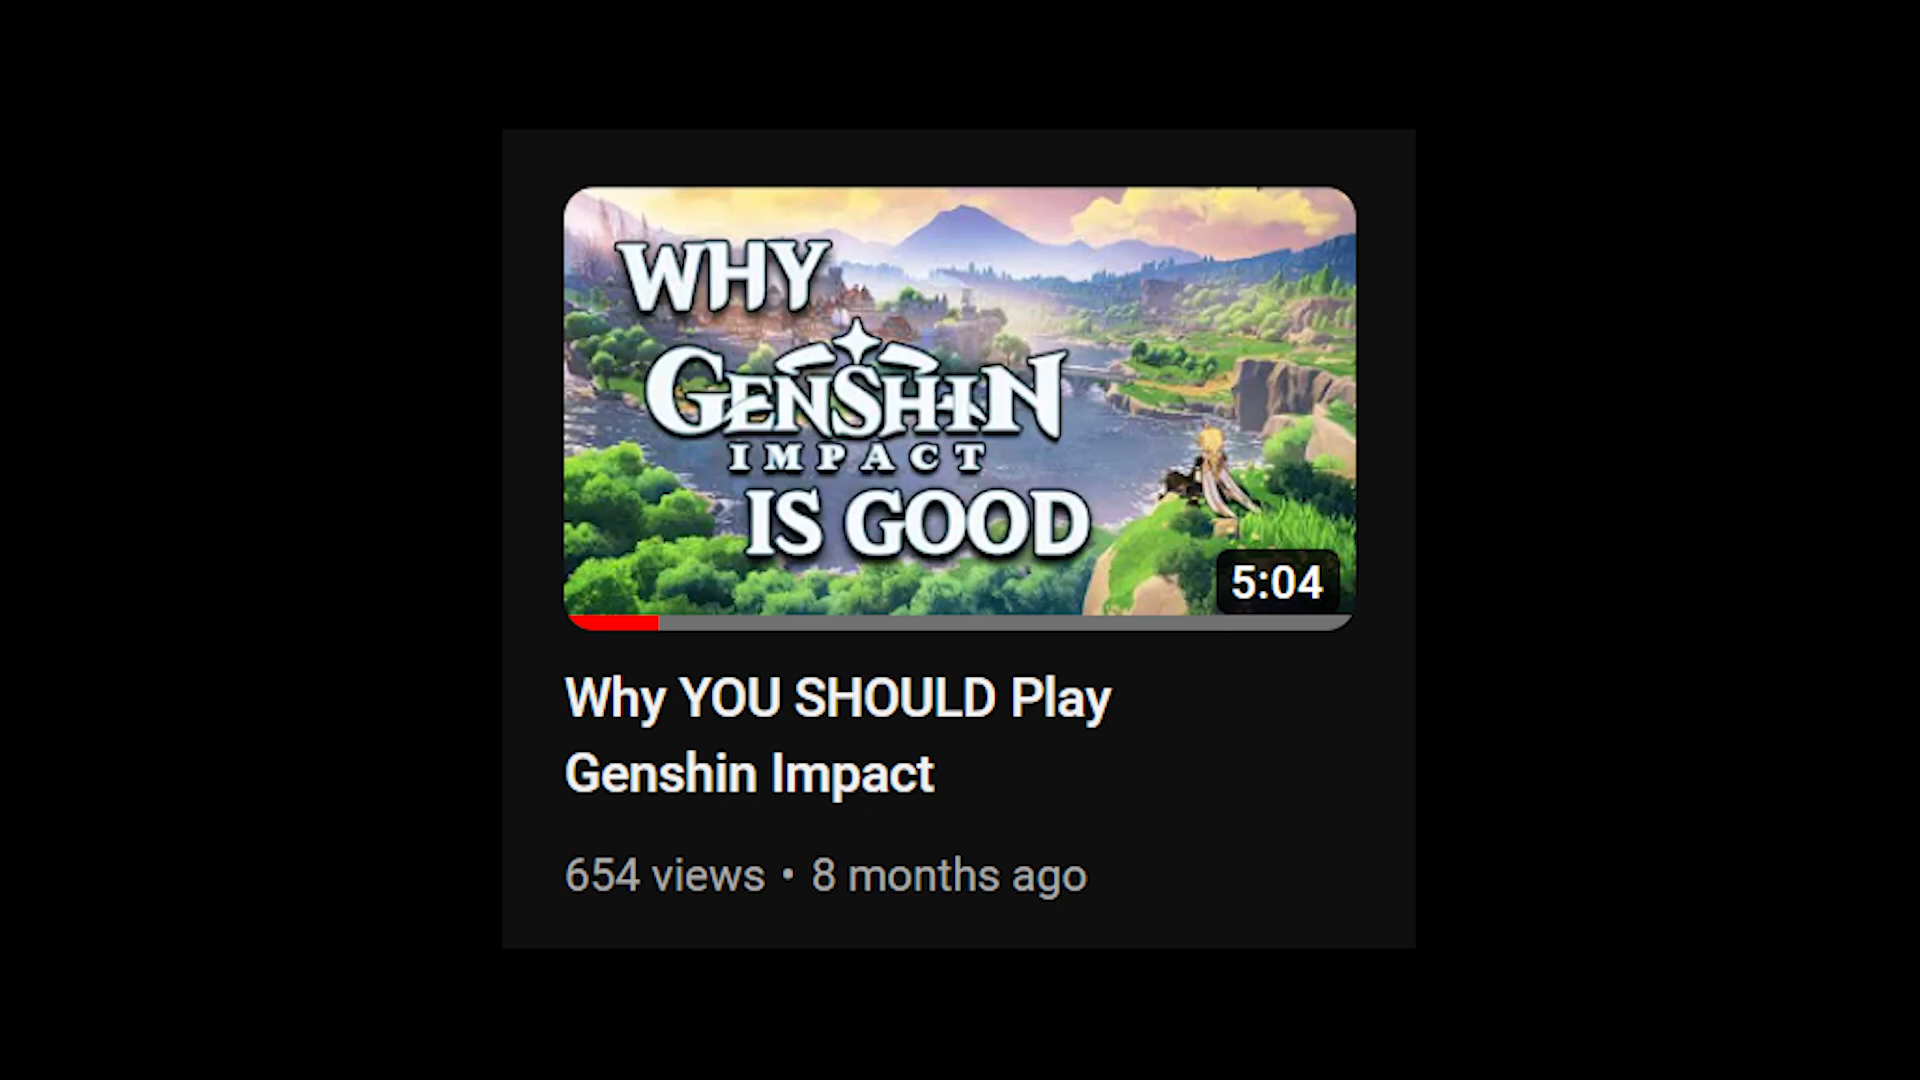 WHY
GENSHIN
IMPACT
IS GOOD
5:04
Why YOU SHOULD Play
Genshin Impact
654 views • 8 months ago